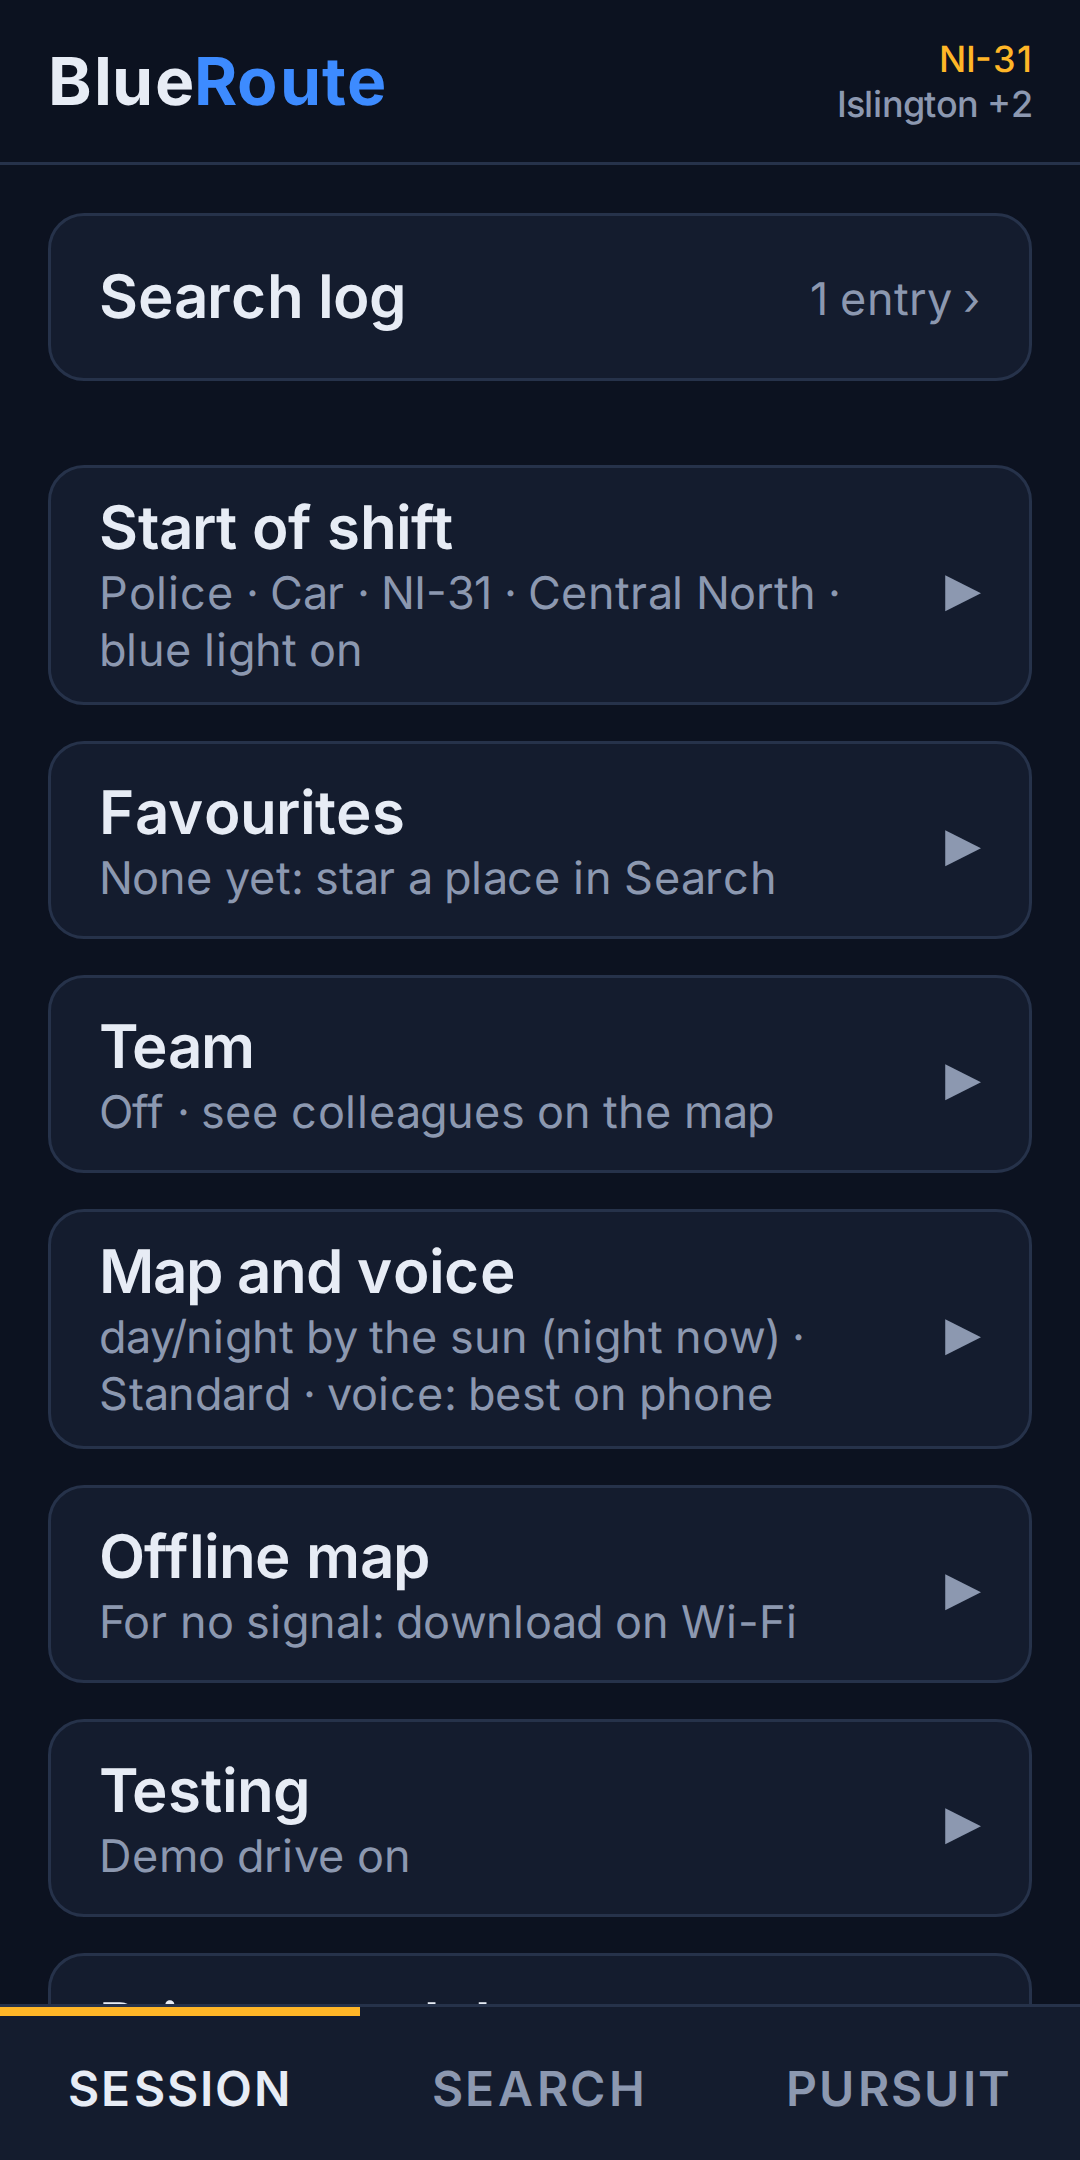 BlueRoute
NI-31
Islington +2
Search log
1 entry ›
Start of shift
Police · Car · NI-31 · Central North ·
blue light on
▶
Favourites
None yet: star a place in Search
▶
Team
Off · see colleagues on the map
▶
Map and voice
day/night by the sun (night now) ·
Standard · voice: best on phone
▶
Offline map
For no signal: download on Wi-Fi
▶
Testing
Demo drive on
▶
SESSION
SEARCH
PURSUIT